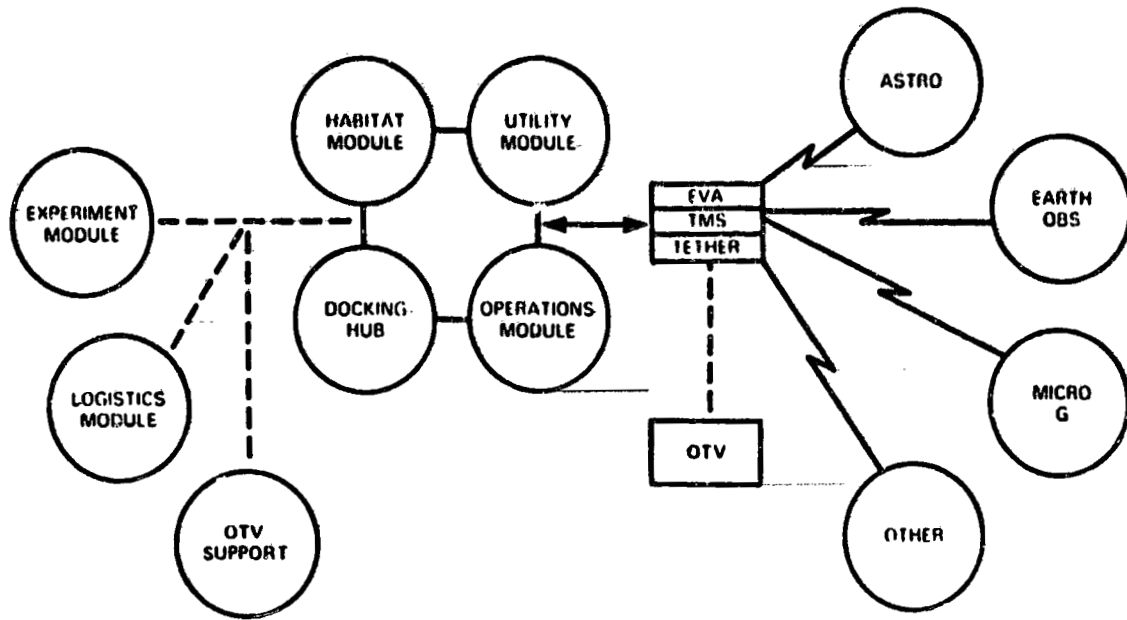 ASTRO
HABITAT
MODULE
UTILITY
MODULE
EXPERIMENT
MODULE
EVA
TMS
TETHER
EARTH
OBS
DOCKING
HUB
OPERATIONS
MODULE
LOGISTICS
MODULE
MICRO
G
OTV
OTV
SUPPORT
OTHER